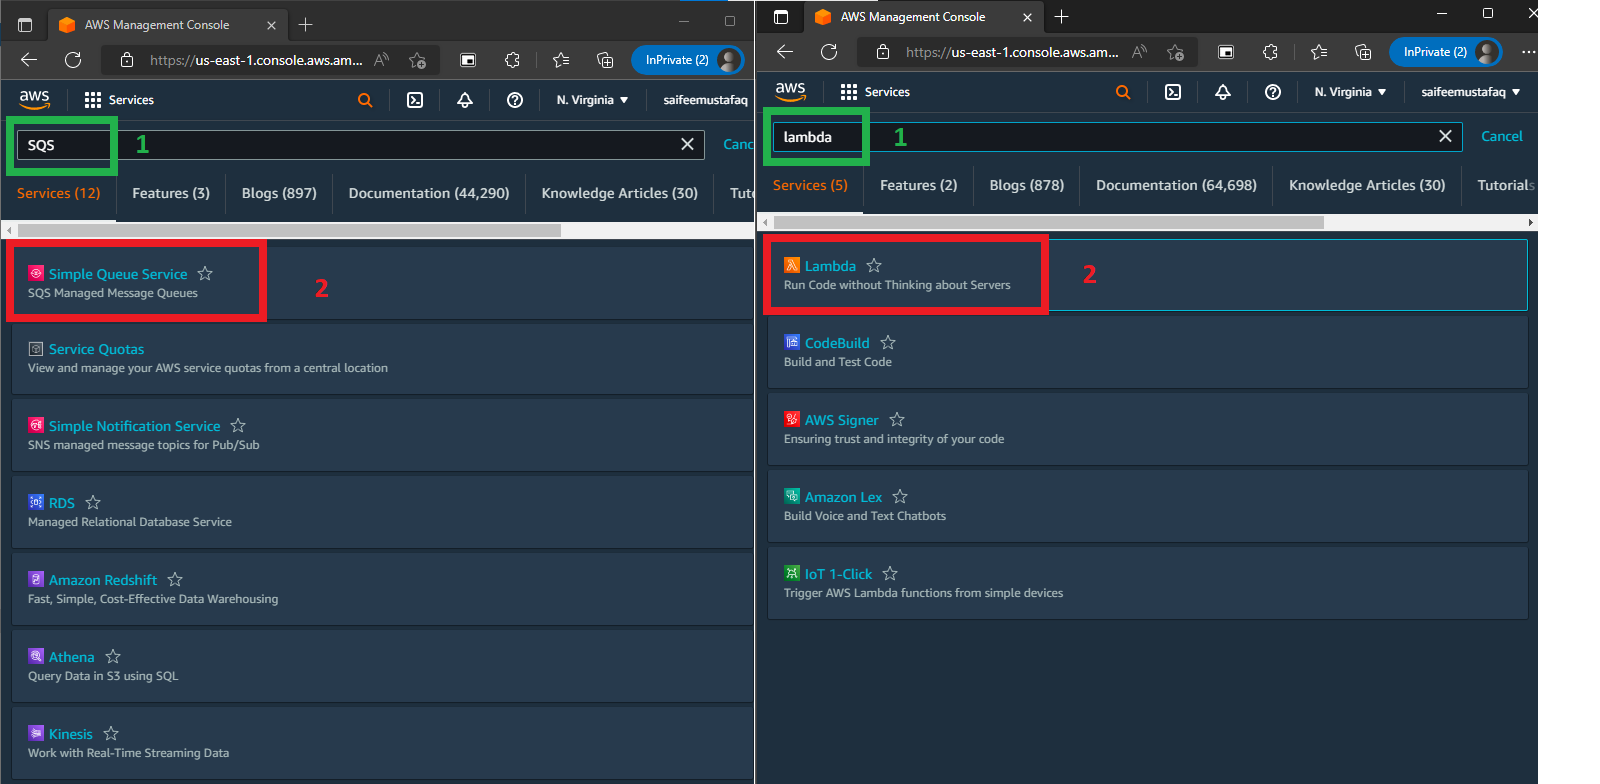 AWS Management Console
https://us-east-1.console.aws.am...
InPrivate (2)
aws
Services
N. Virginia
saifeemustafaq
SQS
1
Canc
Services (12)
Features (3)
Blogs (897)
Documentation (44,290)
Knowledge Articles (30)
Tut
Simple Queue Service
SQS Managed Message Queues
2
Service Quotas
View and manage your AWS service quotas from a central location
Simple Notification Service
SNS managed message topics for Pub/Sub
RDS
Managed Relational Database Service
Amazon Redshift
Fast, Simple, Cost-Effective Data Warehousing
Athena
Query Data in S3 using SQL
Kinesis
Work with Real-Time Streaming Data
AWS Management Console
https://us-east-1.console.aws.am...
InPrivate (2)
aws
Services
N. Virginia
saifeemustafaq
lambda
1
Cancel
Services (5)
Features (2)
Blogs (878)
Documentation (64,698)
Knowledge Articles (30)
Tutorials
Lambda
Run Code without Thinking about Servers
2
CodeBuild
Build and Test Code
AWS Signer
Ensuring trust and integrity of your code
Amazon Lex
Build Voice and Text Chatbots
IoT 1-Click
Trigger AWS Lambda functions from simple devices